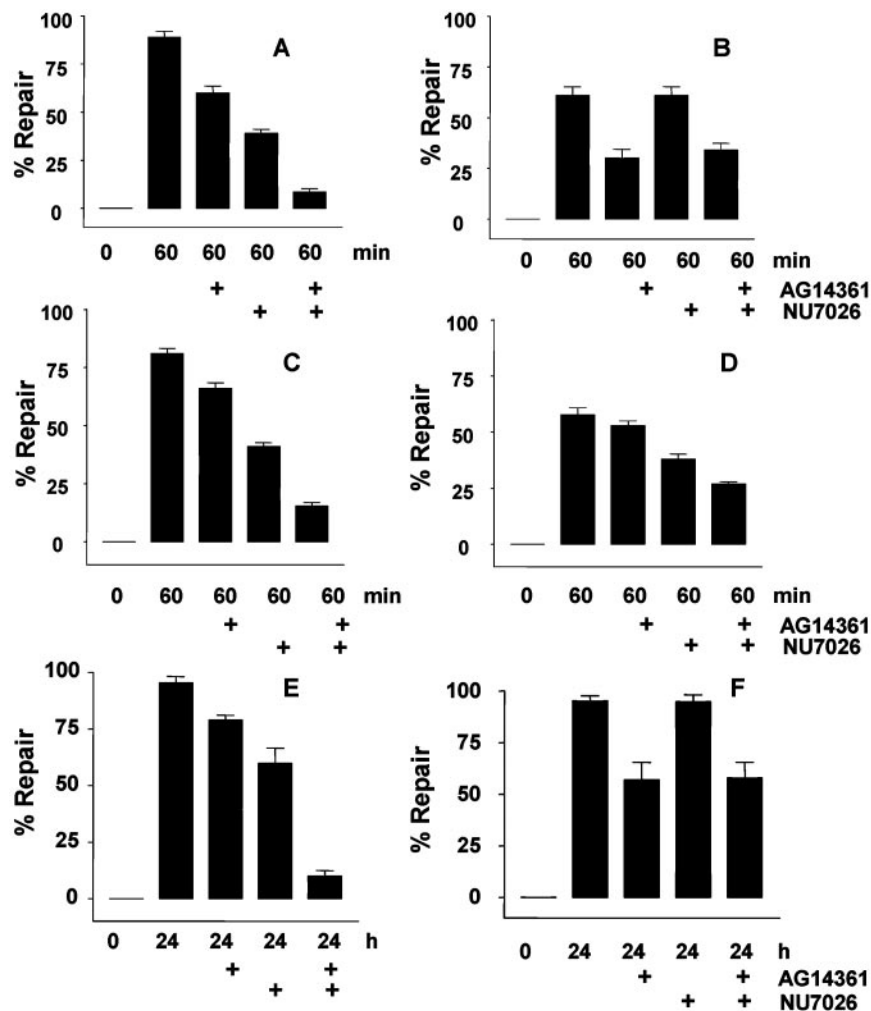 A
% Repair
100
75
50
25
0
0 60 60 60 60 min
+ +
+ +
B
% Repair
100
75
50
25
0
0 60 60 60 60 min
+ + AG14361
+ + NU7026
C
% Repair
100
75
50
25
0
0 60 60 60 60 min
+ +
+ +
D
% Repair
100
75
50
25
0
0 60 60 60 60 min
+ + AG14361
+ + NU7026
E
% Repair
100
75
50
25
0
0 24 24 24 24 h
+ +
+ +
F
% Repair
100
75
50
25
0
0 24 24 24 24 h
+ + AG14361
+ + NU7026